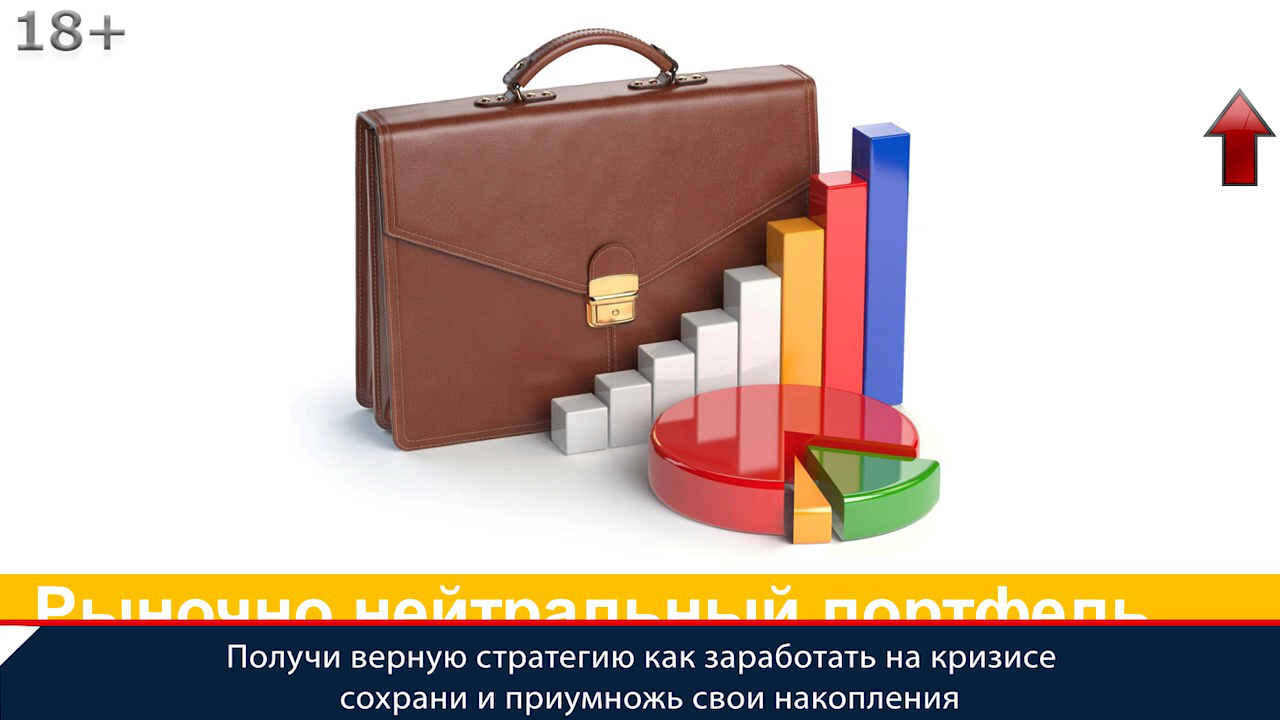 18+
Рыночно нейтральный портфель
Получи верную стратегию как заработать на кризисе
сохрани и приумножь свои накопления